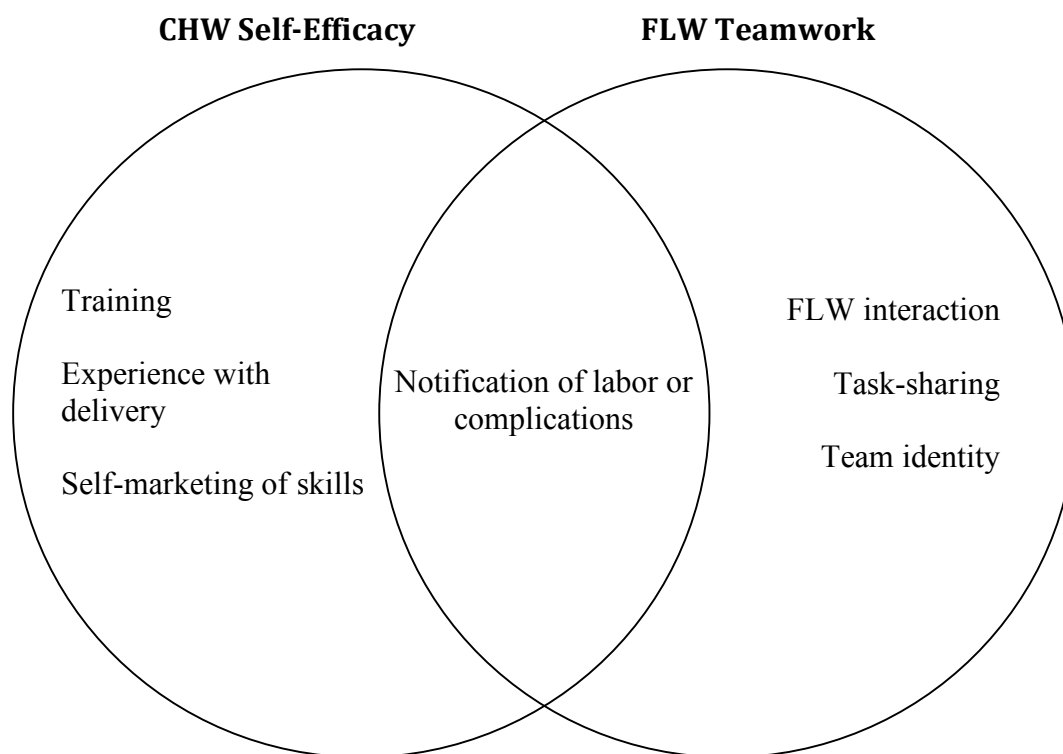 CHW Self-Efficacy
FLW Teamwork
Training
Experience with
delivery
Self-marketing of skills
Notification of labor or
complications
FLW interaction
Task-sharing
Team identity